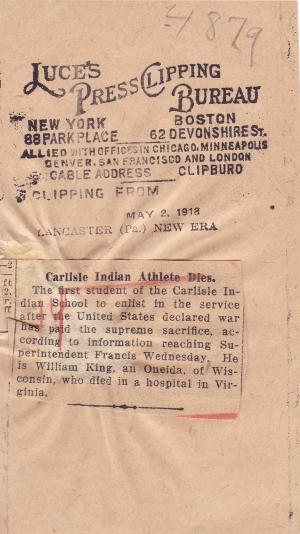 4879
LUCE'S
PRESS CLIPPING
BUREAU
NEW YORK BOSTON
88 PARK PLACE 62 DEVONSHIRE ST.
ALLIED WITH OFFICES IN CHICAGO, MINNEAPOLIS
DENVER, SAN FRANCISCO AND LONDON
CABLE ADDRESS CLIPBURO
CLIPPING FROM
MAY 2, 1918
LANCASTER (PA.) NEW ERA
Carlisle Indian Athlete Dies.
The first student of the Carlisle In-
dian School to enlist in the service
after the United States declared war
has paid the supreme sacrifice, ac-
cording to information reaching Su-
perintendent Francis Wednesday. He
is William King, an Oneida, of Wis-
consin, who died in a hospital in Vir-
ginia.